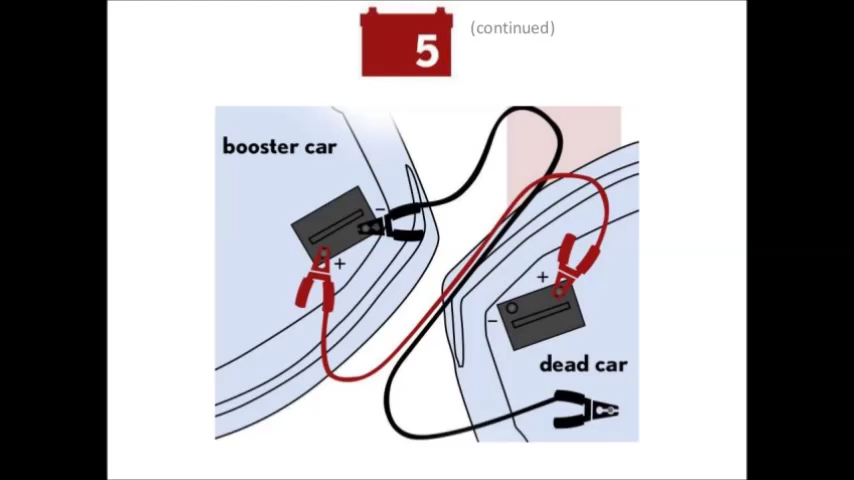 5
(continued)
booster car
−
+
+
−
dead car